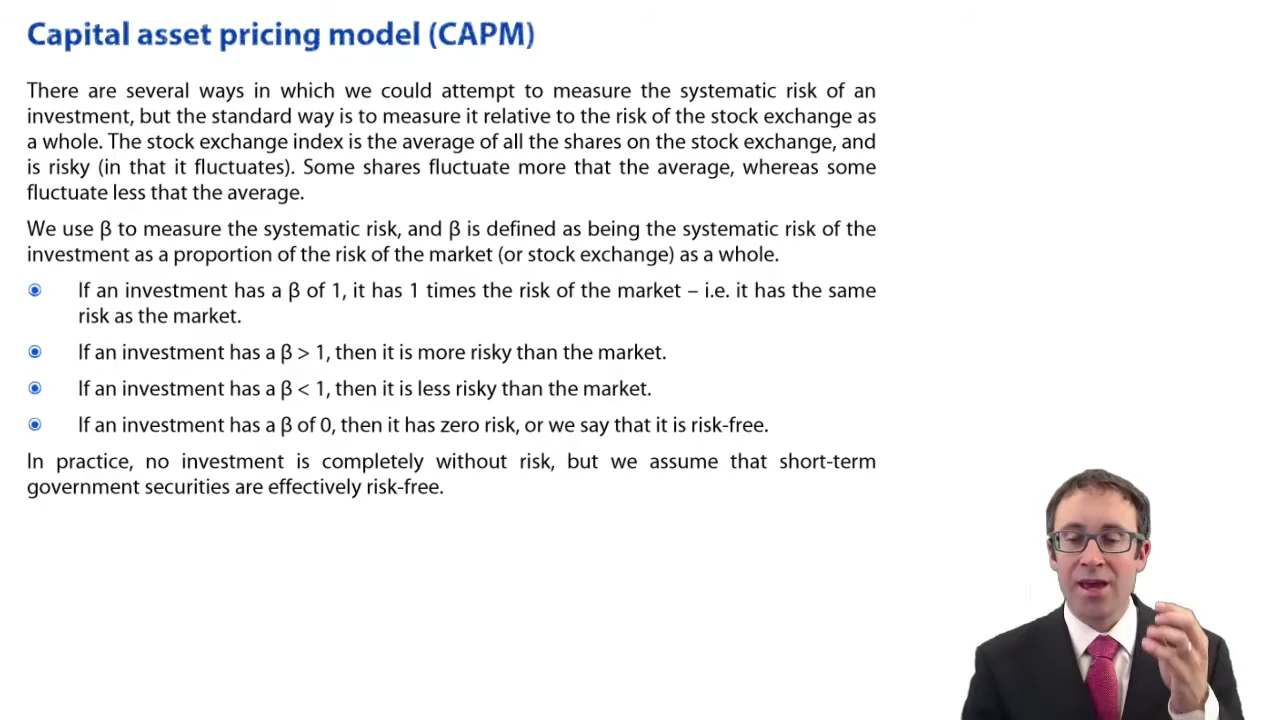 Capital asset pricing model (CAPM)
There are several ways in which we could attempt to measure the systematic risk of an
investment, but the standard way is to measure it relative to the risk of the stock exchange as
a whole. The stock exchange index is the average of all the shares on the stock exchange, and
is risky (in that it fluctuates). Some shares fluctuate more that the average, whereas some
fluctuate less that the average.
We use β to measure the systematic risk, and β is defined as being the systematic risk of the
investment as a proportion of the risk of the market (or stock exchange) as a whole.
If an investment has a β of 1, it has 1 times the risk of the market – i.e. it has the same
risk as the market.
If an investment has a β > 1, then it is more risky than the market.
If an investment has a β < 1, then it is less risky than the market.
If an investment has a β of 0, then it has zero risk, or we say that it is risk-free.
In practice, no investment is completely without risk, but we assume that short-term
government securities are effectively risk-free.